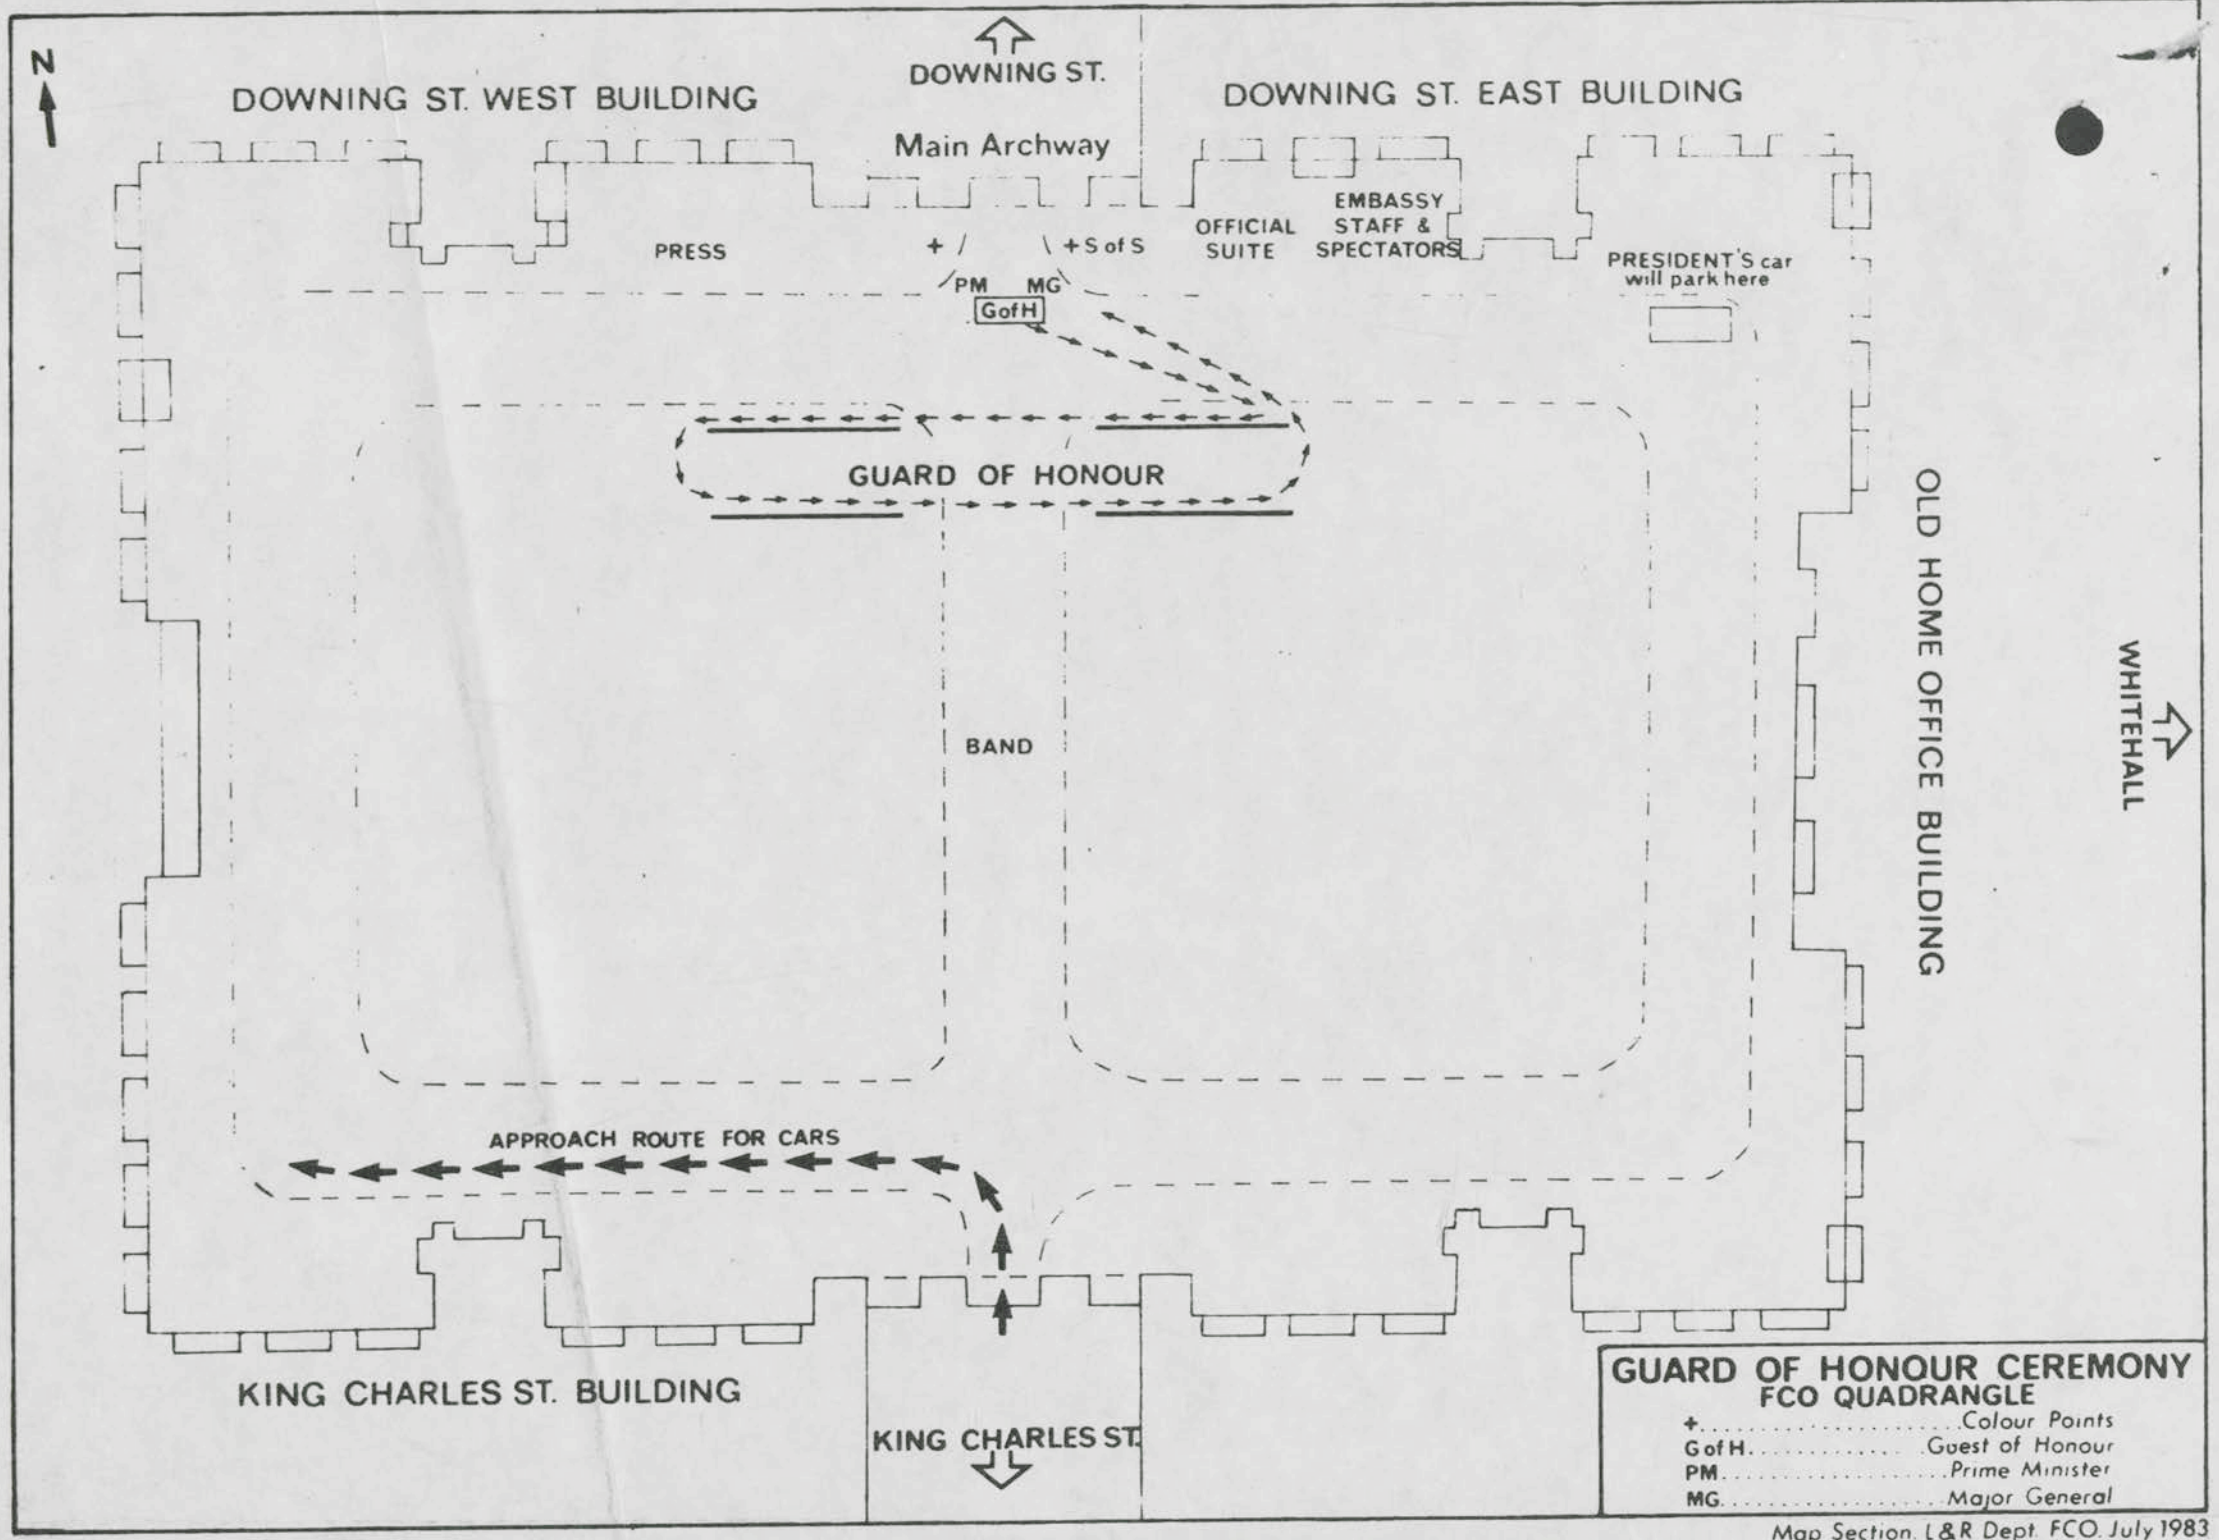 N
DOWNING ST.
DOWNING ST. WEST BUILDING
DOWNING ST. EAST BUILDING
Main Archway
PRESS
+
+ S of S
OFFICIAL
SUITE
EMBASSY
STAFF &
SPECTATORS
PRESIDENT'S car
will park here
PM MG
G of H
GUARD OF HONOUR
BAND
OLD HOME OFFICE BUILDING
WHITEHALL
APPROACH ROUTE FOR CARS
KING CHARLES ST. BUILDING
KING CHARLES ST.
GUARD OF HONOUR CEREMONY
FCO QUADRANGLE
+......................Colour Points
G of H..............Guest of Honour
PM....................Prime Minister
MG....................Major General
Map Section, L&R Dept. FCO. July 1983